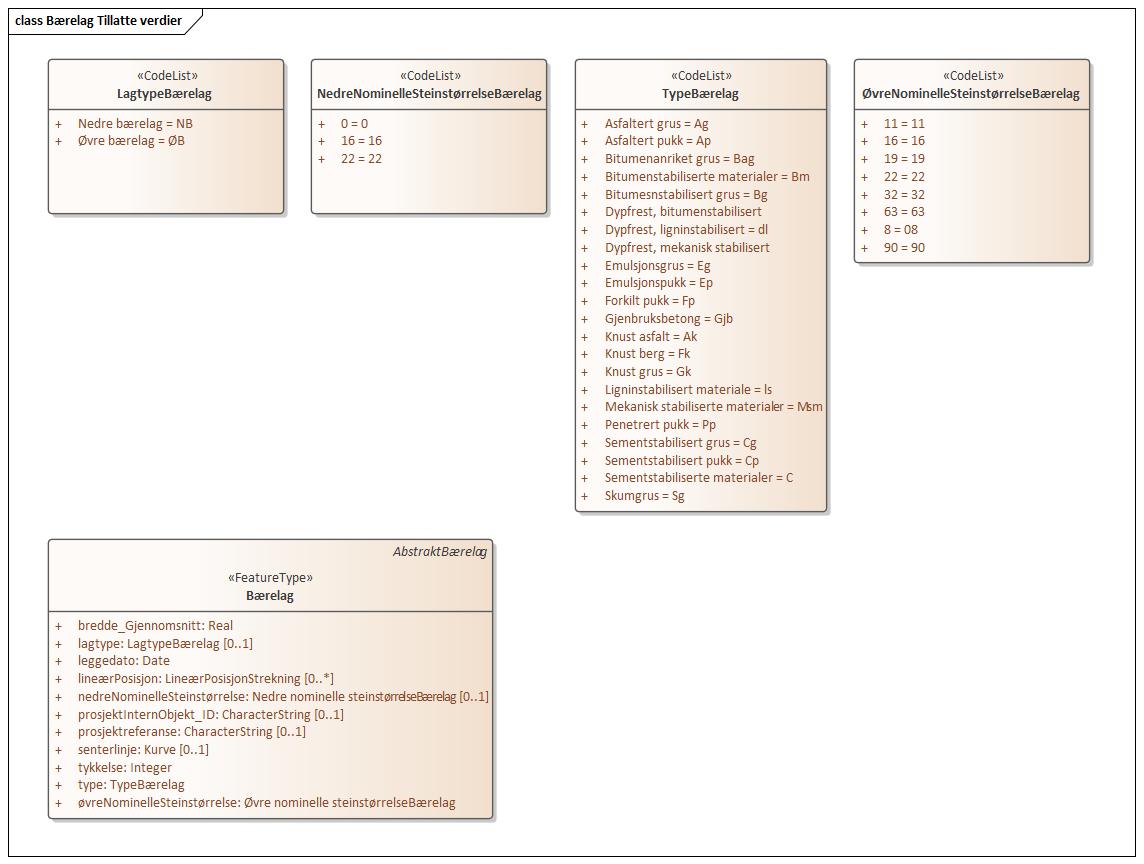 class Bærelag Tillatte verdier
«CodeList»
LagtypeBærelag
+ Nedre bærelag = NB
+ Øvre bærelag = ØB
«CodeList»
NedreNominelleSteinstørrelseBærelag
+ 0 = 0
+ 16 = 16
+ 22 = 22
«CodeList»
TypeBærelag
+ Asfaltert grus = Ag
+ Asfaltert pukk = Ap
+ Bitumenanriket grus = Bag
+ Bitumenstabiliserte materialer = Bm
+ Bitumesnstabilisert grus = Bg
+ Dypfrest, bitumenstabilisert
+ Dypfrest, ligninstabilisert = dl
+ Dypfrest, mekanisk stabilisert
+ Emulsjonsgrus = Eg
+ Emulsjonspukk = Ep
+ Forkilt pukk = Fp
+ Gjenbruksbetong = Gjb
+ Knust asfalt = Ak
+ Knust berg = Fk
+ Knust grus = Gk
+ Ligninstabilisert materiale = ls
+ Mekanisk stabiliserte materialer = Msm
+ Penetrert pukk = Pp
+ Sementstabilisert grus = Cg
+ Sementstabilisert pukk = Cp
+ Sementstabiliserte materialer = C
+ Skumgrus = Sg
«CodeList»
ØvreNominelleSteinstørrelseBærelag
+ 11 = 11
+ 16 = 16
+ 19 = 19
+ 22 = 22
+ 32 = 32
+ 63 = 63
+ 8 = 08
+ 90 = 90
AbstraktBærelag
«FeatureType»
Bærelag
+ bredde_Gjennomsnitt: Real
+ lagtype: LagtypeBærelag [0..1]
+ leggedato: Date
+ lineærPosisjon: LineærPosisjonStrekning [0..*]
+ nedreNominelleSteinstørrelse: Nedre nominelle steinstørrelseBærelag [0..1]
+ prosjektInternObjekt_ID: CharacterString [0..1]
+ prosjektreferanse: CharacterString [0..1]
+ senterlinje: Kurve [0..1]
+ tykkelse: Integer
+ type: TypeBærelag
+ øvreNominelleSteinstørrelse: Øvre nominelle steinstørrelseBærelag